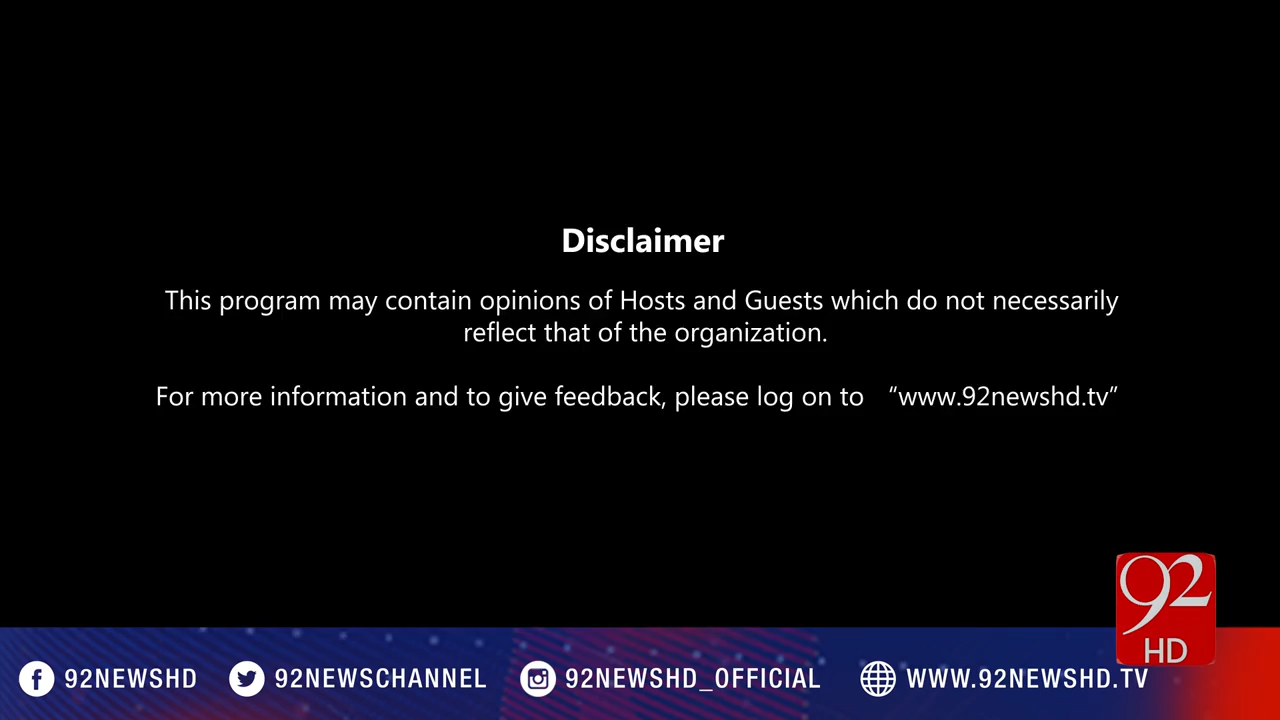 Disclaimer
This program may contain opinions of Hosts and Guests which do not necessarily
reflect that of the organization.
For more information and to give feedback, please log on to “www.92newshd.tv”
92
HD
92NEWSHD
92NEWSCHANNEL
92NEWSHD_OFFICIAL
WWW.92NEWSHD.TV